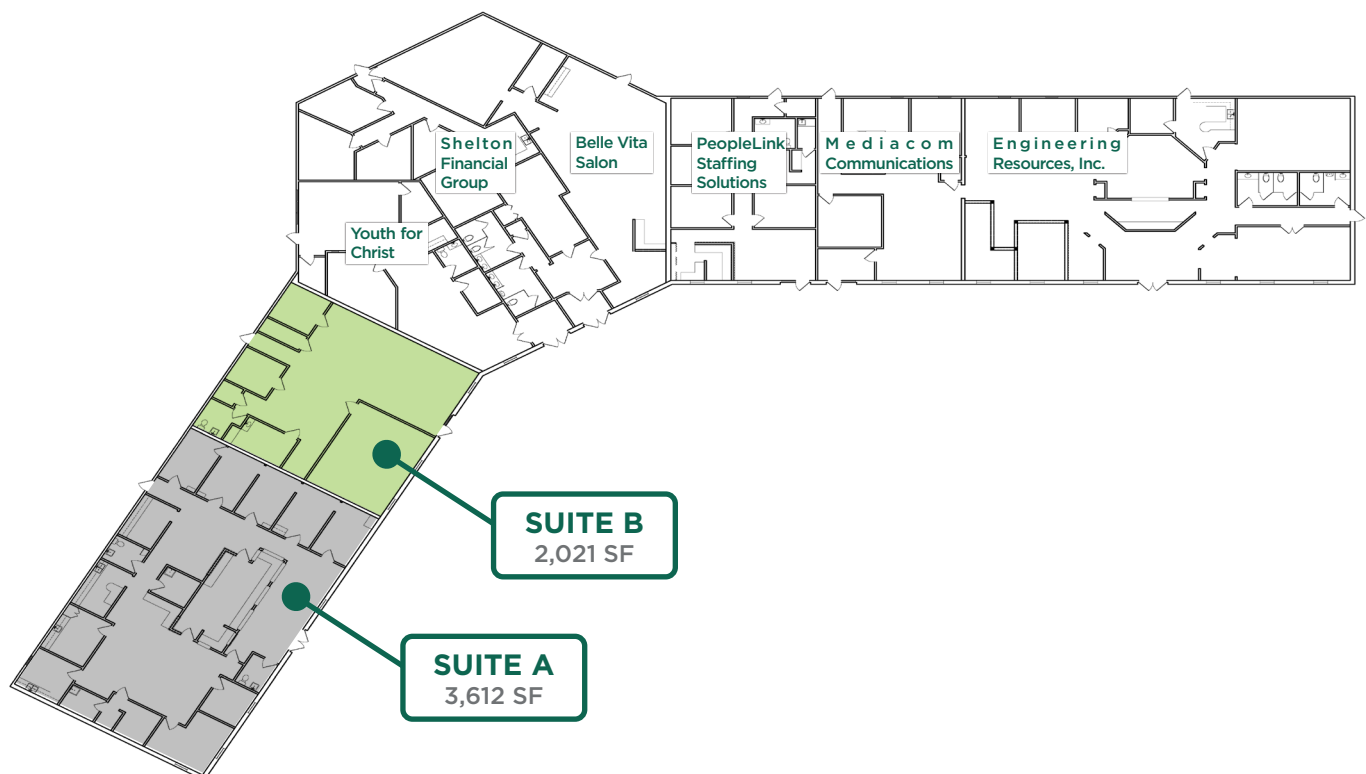 Shelton
Financial
Group
Belle Vita
Salon
PeopleLink
Staffing
Solutions
Mediacom
Communications
Engineering
Resources, Inc.
Youth for
Christ
SUITE B
2,021 SF
SUITE A
3,612 SF